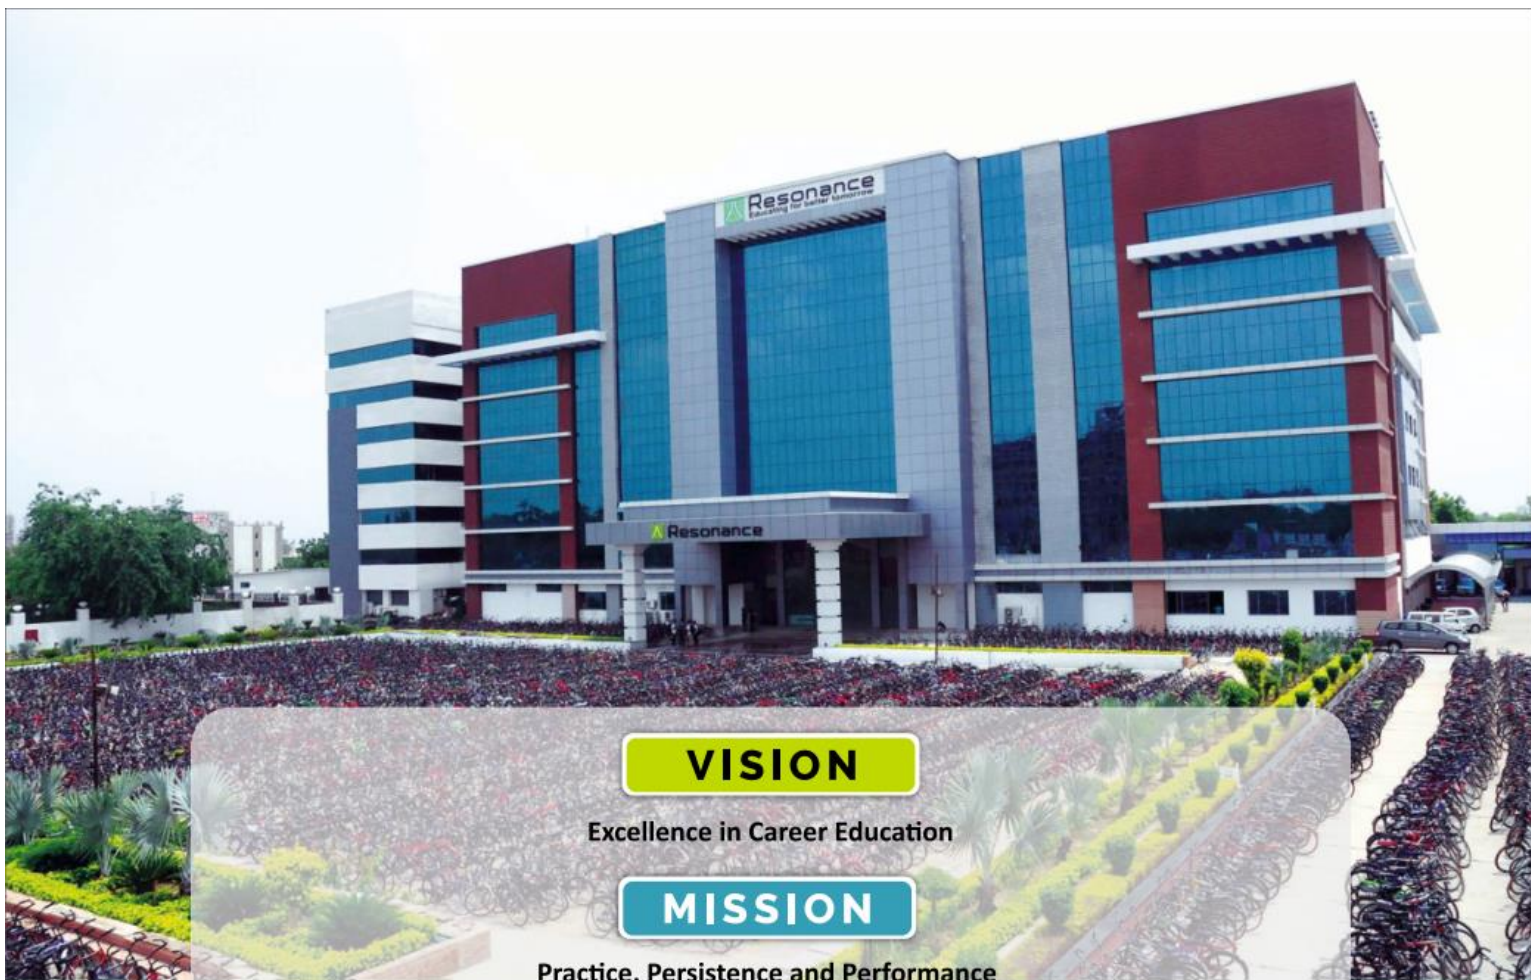 Resonance
Educating for better tomorrow
Resonance
VISION
Excellence in Career Education
MISSION
Practice, Persistence and Performance